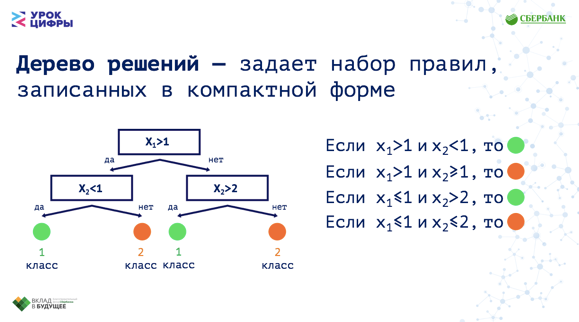 УРОК
ЦИФРЫ
СБЕРБАНК
Дерево решений — задает набор правил,
записанных в компактной форме
X₁>1
да нет
X₂<1 X₂>2
да нет да нет
1 2 1 2
класс класс класс класс
Если x₁>1 и x₂<1, то
Если x₁>1 и x₂⩾1, то
Если x₁⩽1 и x₂>2, то
Если x₁⩽1 и x₂⩽2, то
ВКЛАД
В БУДУЩЕЕ